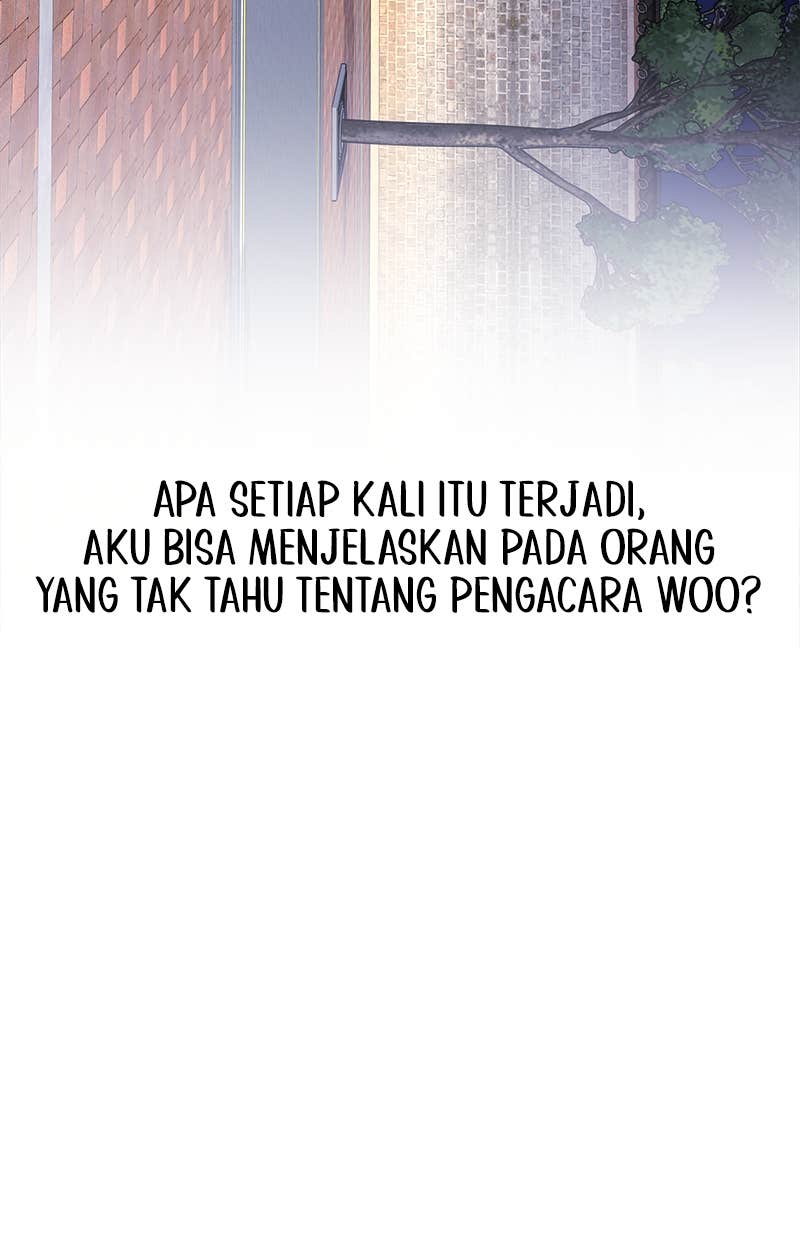 APA SETIAP KALI ITU TERJADI,
AKU BISA MENJELASKAN PADA ORANG
YANG TAK TAHU TENTANG PENGACARA WOO?